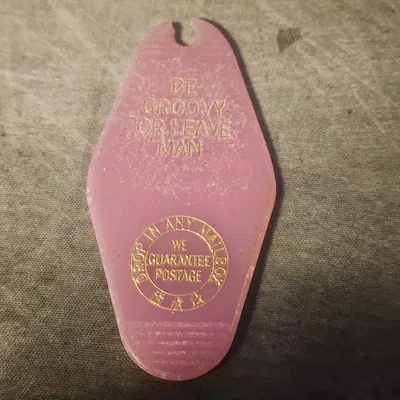 BE
GROOVY
OR LEAVE,
MAN
DROP IN ANY MAILBOX
WE
GUARANTEE
POSTAGE